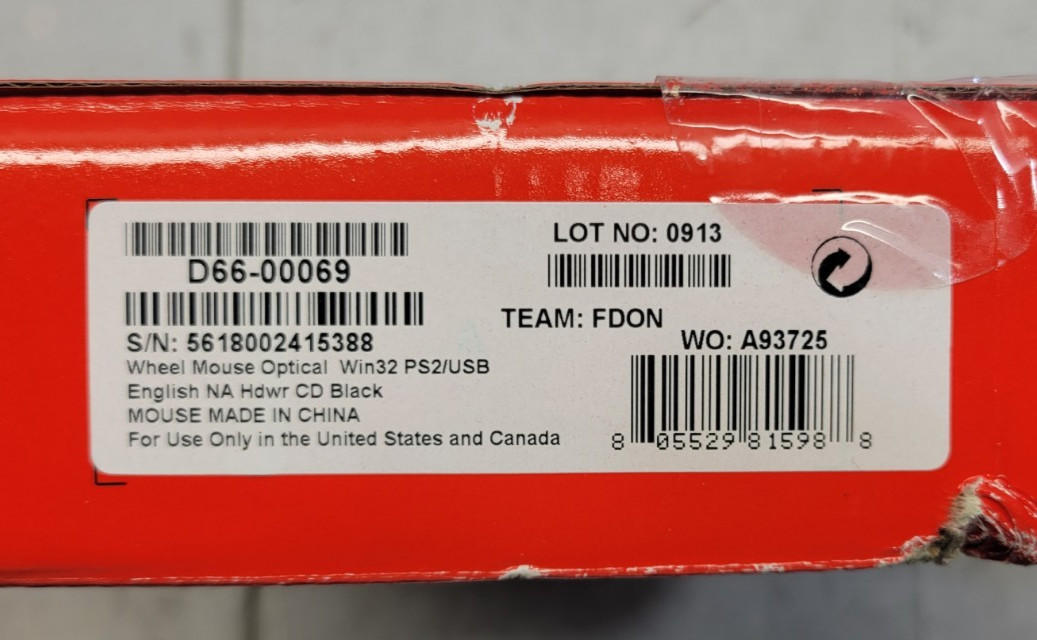 D66-00069
S/N: 5618002415388
Wheel Mouse Optical Win32 PS2/USB
English NA Hdwr CD Black
MOUSE MADE IN CHINA
For Use Only in the United States and Canada
LOT NO: 0913
TEAM: FDON
WO: A93725
8 05529 81598 8